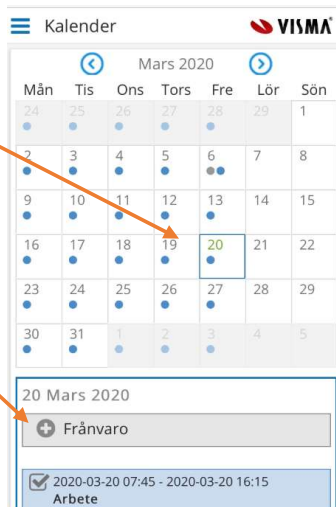 Kalender
VISMA
Mars 2020
Mån Tis Ons Tors Fre Lör Sön
24 25 26 27 28 29 1
2 3 4 5 6 7 8
9 10 11 12 13 14 15
16 17 18 19 20 21 22
23 24 25 26 27 28 29
30 31 1 2 3 4 5
20 Mars 2020
Frånvaro
2020-03-20 07:45 - 2020-03-20 16:15
Arbete